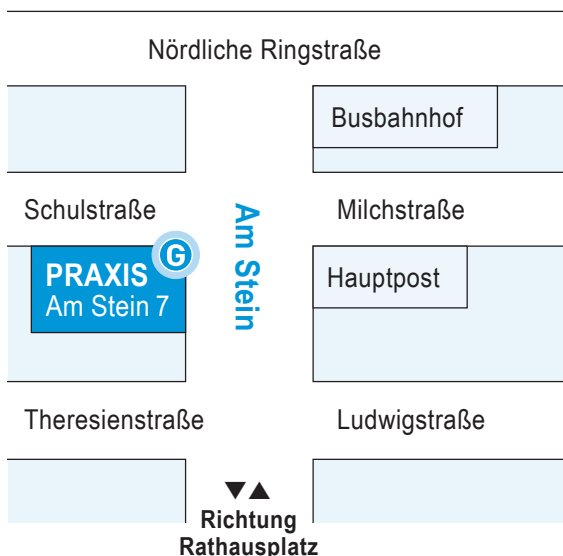 Nördliche Ringstraße
Busbahnhof
Schulstraße
Am Stein
Milchstraße
G
PRAXIS
Am Stein 7
Hauptpost
Theresienstraße
Ludwigstraße
Richtung
Rathausplatz